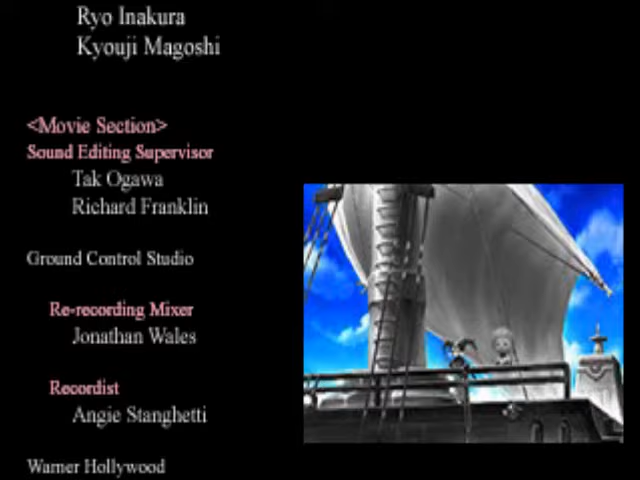 Ryo Inakura
Kyouji Magoshi
<Movie Section>
Sound Editing Supervisor
Tak Ogawa
Richard Franklin
Ground Control Studio
Re-recording Mixer
Jonathan Wales
Recordist
Angie Stanghetti
Warner Hollywood